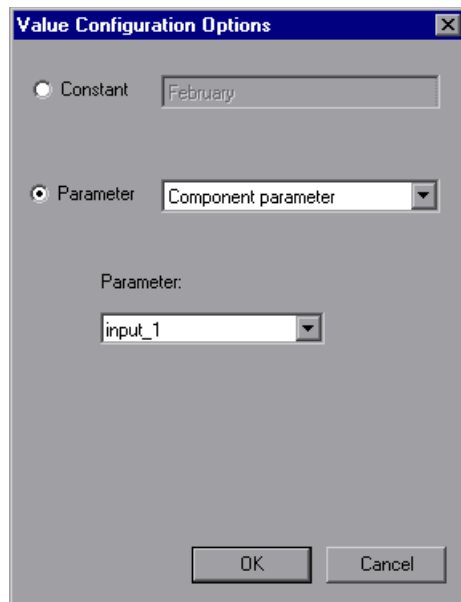 Value Configuration Options
Constant February
Parameter Component parameter
Parameter:
input_1
OK Cancel